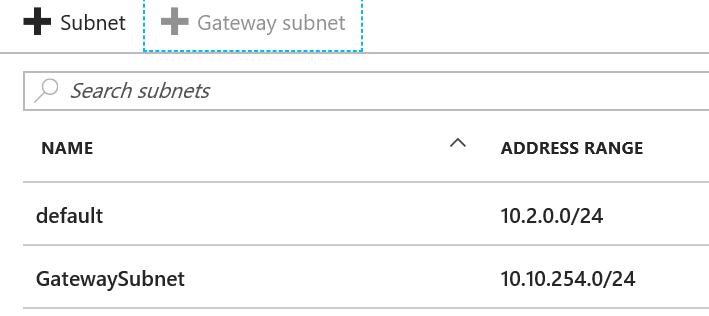 Subnet Gateway subnet
Search subnets
NAME ADDRESS RANGE
default 10.2.0.0/24
GatewaySubnet 10.10.254.0/24